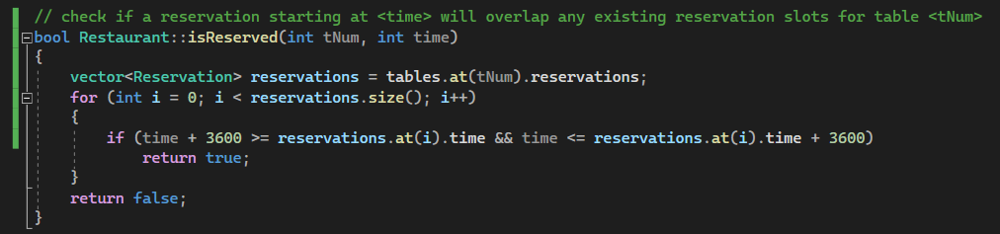 // check if a reservation starting at <time> will overlap any existing reservation slots for table <tNum>
bool Restaurant::isReserved(int tNum, int time)
{
vector<Reservation> reservations = tables.at(tNum).reservations;
for (int i = 0; i < reservations.size(); i++)
{
if (time + 3600 >= reservations.at(i).time && time <= reservations.at(i).time + 3600)
return true;
}
return false;
}